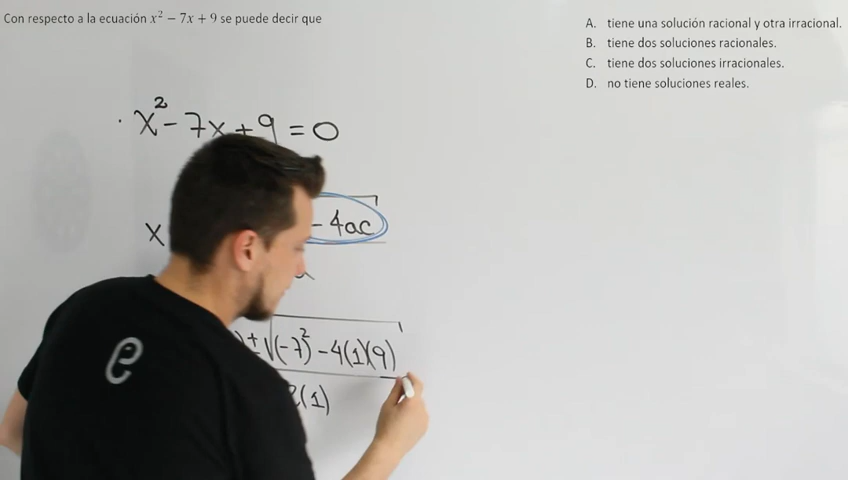 Con respecto a la ecuación x² − 7x + 9 se puede decir que
A. tiene una solución racional y otra irracional.
B. tiene dos soluciones racionales.
C. tiene dos soluciones irracionales.
D. no tiene soluciones reales.
· x² - 7x + 9 = 0
x - 4ac
± √(-7)² - 4(1)(9)
2(1)
e